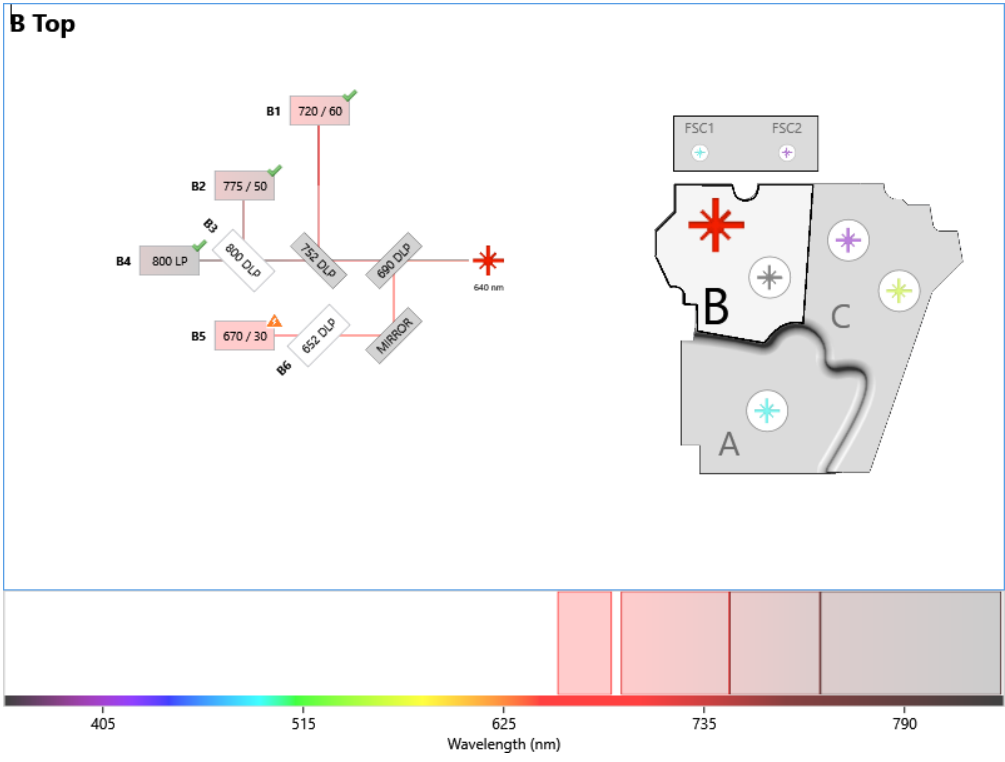 B Top
B1
720 / 60
FSC1
FSC2
B2
775 / 50
B3
B4
800 LP
800 DLP
752 DLP
690 DLP
640 nm
B
C
B5
670 / 30
652 DLP
MIRROR
B6
A
405
515
625
735
790
Wavelength (nm)